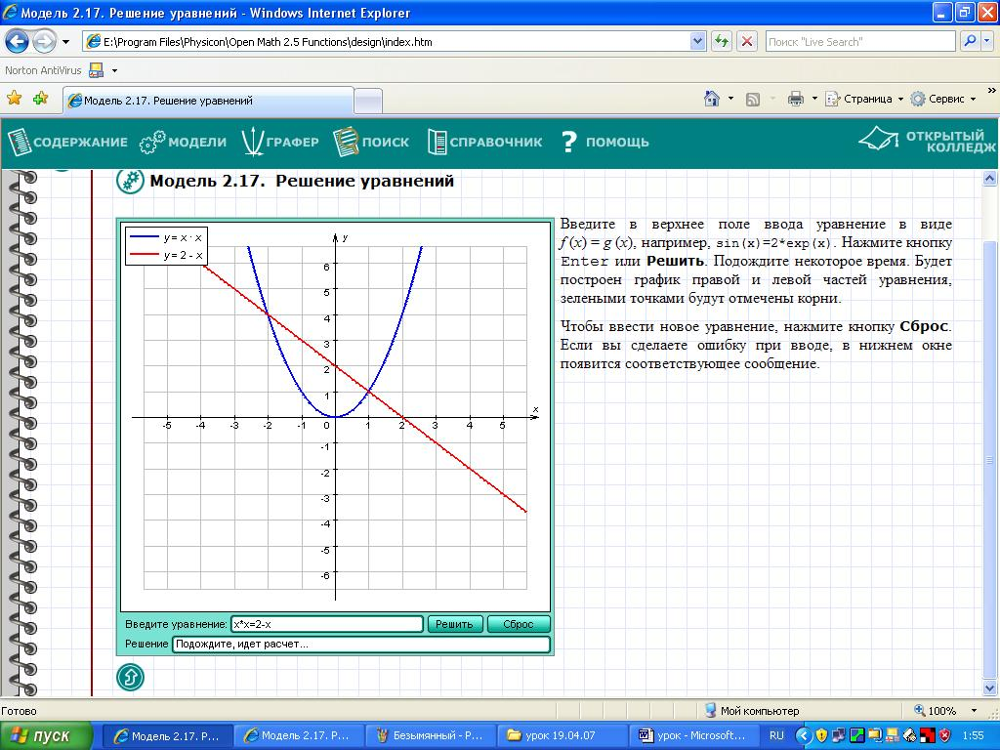 Модель 2.17. Решение уравнений - Windows Internet Explorer
E:\Program Files\Physicon\Open Math 2.5 Functions\design\index.htm
Поиск "Live Search"
Norton AntiVirus
Модель 2.17. Решение уравнений
Страница
Сервис
»
СОДЕРЖАНИЕ МОДЕЛИ ГРАФЕР ПОИСК СПРАВОЧНИК ? ПОМОЩЬ
ОТКРЫТЫЙ
КОЛЛЕДЖ
Модель 2.17. Решение уравнений
y = x · x
y = 2 - x
y
x
6
5
4
3
2
1
-5 -4 -3 -2 -1 0 1 2 3 4 5
-1
-2
-3
-4
-5
-6
Введите уравнение: x*x=2-x Решить Сброс
Решение Подождите, идет расчет...
Введите в верхнее поле ввода уравнение в виде
f (x) = g (x), например, sin(x)=2*exp(x). Нажмите кнопку
Enter или Решить. Подождите некоторое время. Будет
построен график правой и левой частей уравнения,
зелеными точками будут отмечены корни.
Чтобы ввести новое уравнение, нажмите кнопку Сброс.
Если вы сделаете ошибку при вводе, в нижнем окне
появится соответствующее сообщение.
Готово
Мой компьютер
100%
пуск
Модель 2.17. Р...
Модель 2.17. Р...
Безымянный - P...
урок 19.04.07
урок - Microsoft...
RU
1:55